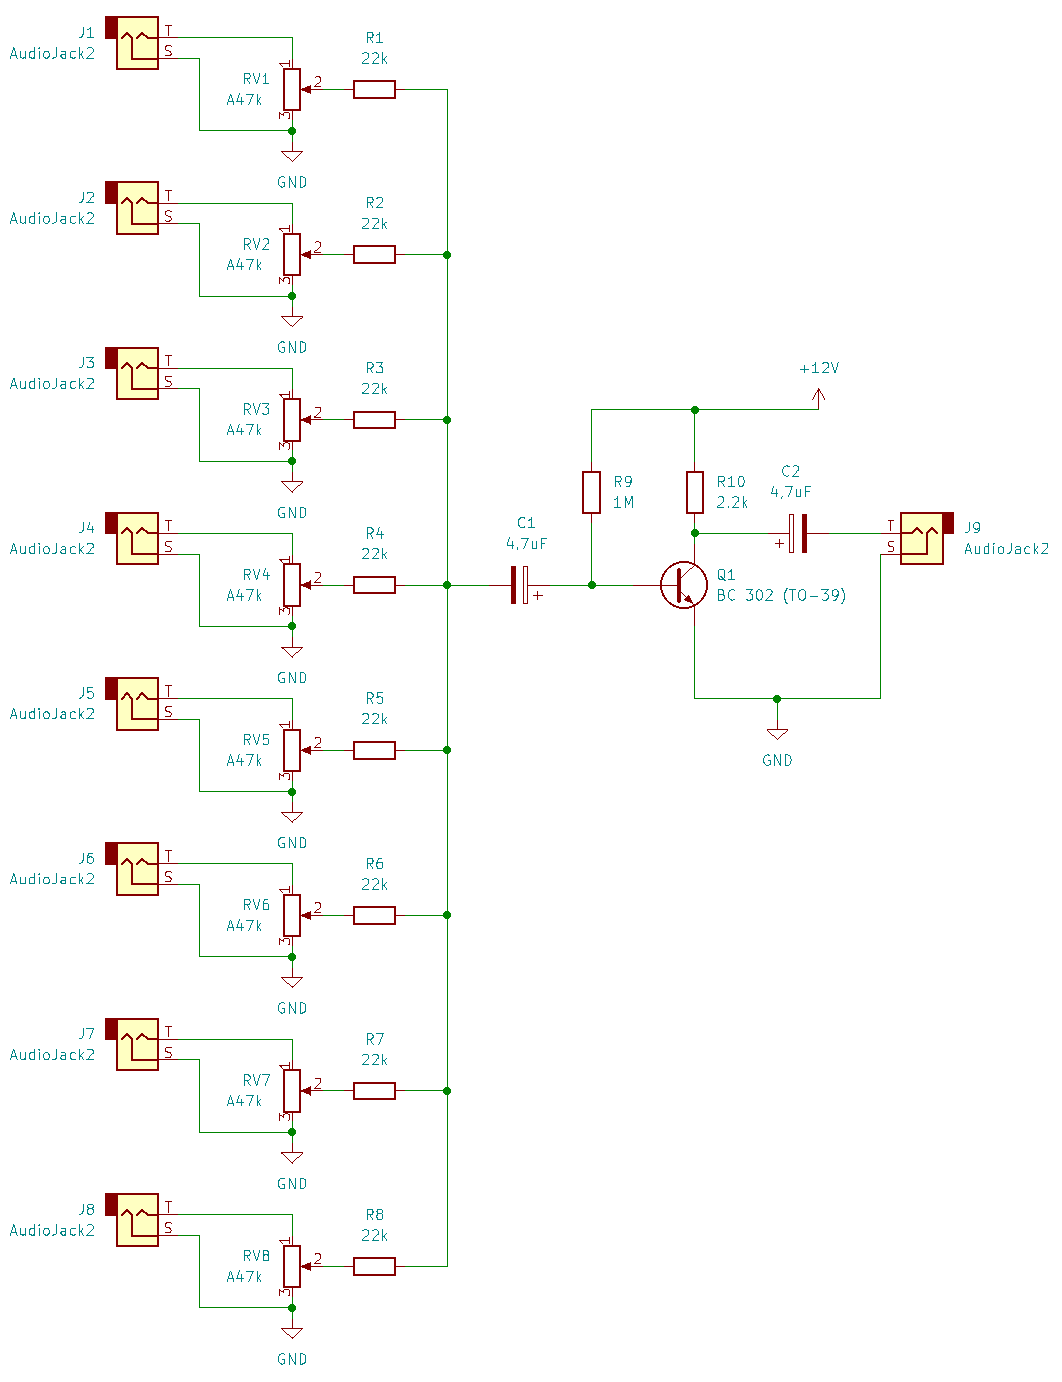 J1
AudioJack2
T
S
RV1
A47k
1
2
3
R1
22k
GND
J2
AudioJack2
T
S
RV2
A47k
1
2
3
R2
22k
GND
J3
AudioJack2
T
S
RV3
A47k
1
2
3
R3
22k
GND
J4
AudioJack2
T
S
RV4
A47k
1
2
3
R4
22k
GND
J5
AudioJack2
T
S
RV5
A47k
1
2
3
R5
22k
GND
J6
AudioJack2
T
S
RV6
A47k
1
2
3
R6
22k
GND
J7
AudioJack2
T
S
RV7
A47k
1
2
3
R7
22k
GND
J8
AudioJack2
T
S
RV8
A47k
1
2
3
R8
22k
GND
C1
4,7uF
+
R9
1M
+12V
R10
2.2k
C2
4,7uF
+
Q1
BC 302 (TO-39)
GND
T
S
J9
AudioJack2